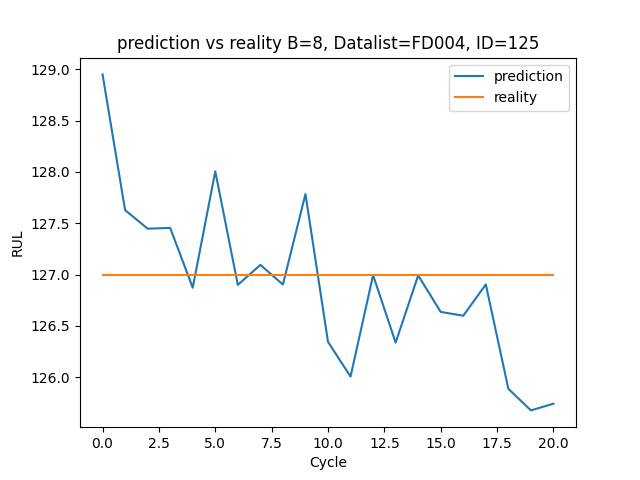 prediction vs reality B=8, Datalist=FD004, ID=125
prediction
reality
129.0
128.5
128.0
127.5
127.0
126.5
126.0
RUL
0.0 2.5 5.0 7.5 10.0 12.5 15.0 17.5 20.0
Cycle